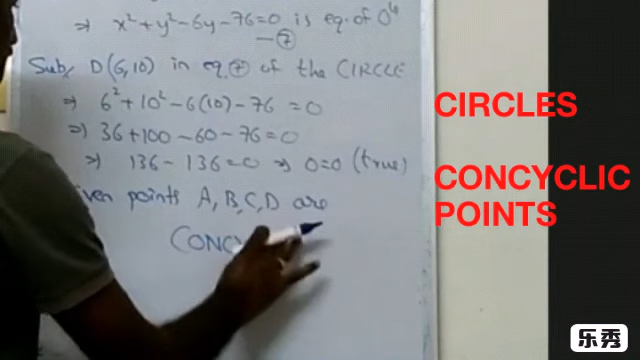 ⇒ x²+y²-6y-76=0 is eq. of Ole
—⑦
Sub/ D(6,10) in eq ⑦ of the CIRCLE
⇒ 6²+10²-6(10)-76 =0
⇒ 36+100-60-76=0
⇒ 136-136=0 ⇒ 0=0 (true)
points A,B,C,D are
CONCY
CIRCLES
CONCYCLIC
POINTS
乐秀